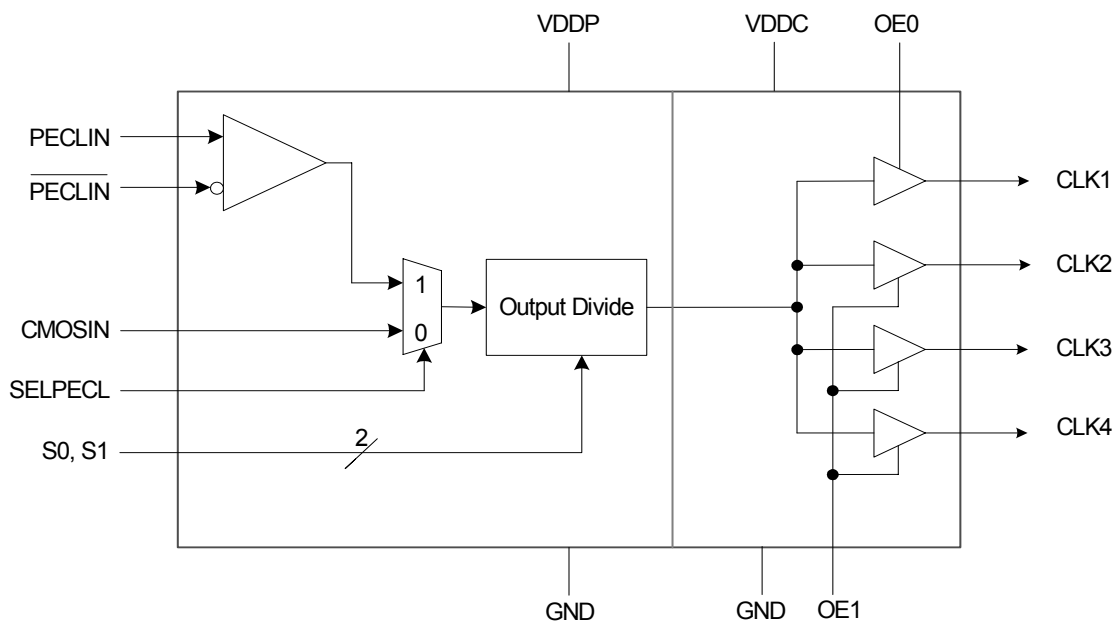 VDDP
VDDC
OE0
PECLIN
PECLIN
CLK1
CLK2
1
Output Divide
CMOSIN
0
CLK3
SELPECL
2
S0, S1
CLK4
GND
GND
OE1